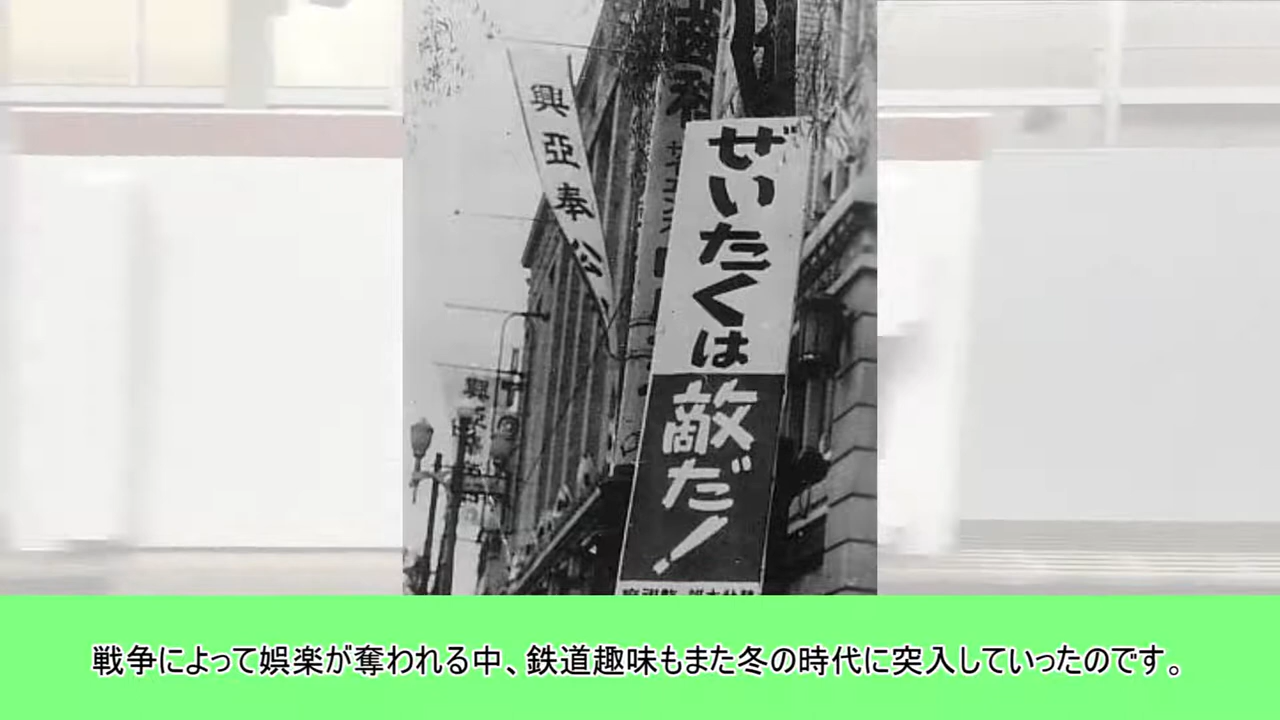 興亞奉公
ぜいたくは
敵だ!
戦争によって娯楽が奪われる中、鉄道趣味もまた冬の時代に突入していったのです。